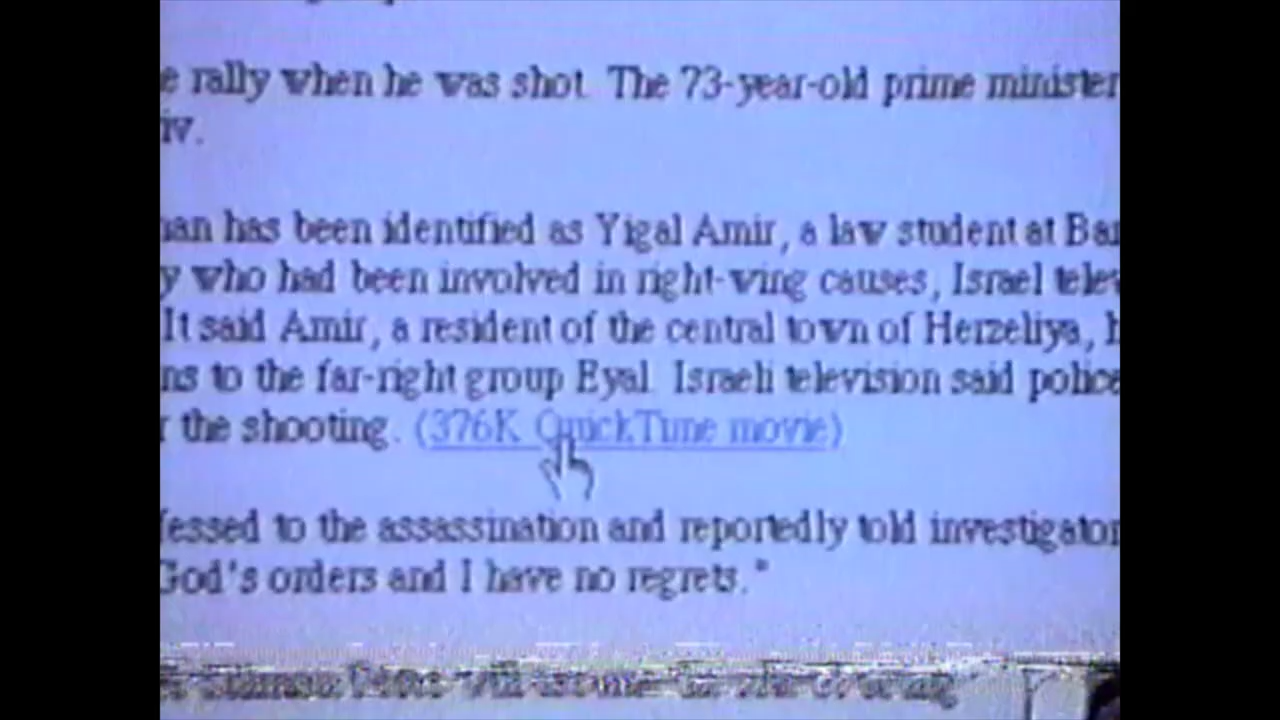 e rally when he was shot. The 73-year-old prime minister
iv.
nan has been identified as Yigal Amir, a law student at Bar
y who had been involved in right-wing causes, Israel telev
It said Amir, a resident of the central town of Herzeliya, h
ns to the far-right group Eyal. Israeli television said police
r the shooting. (376K QuickTime movie)
fessed to the assassination and reportedly told investigator
God's orders and I have no regrets."